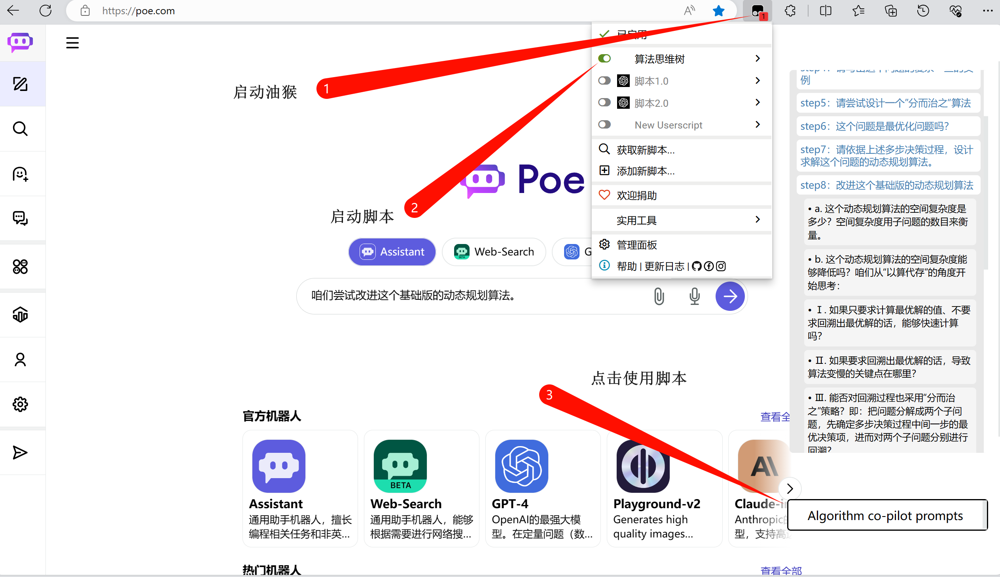 https://poe.com
1
已启用
算法思维树
脚本1.0
脚本2.0
New Userscript
获取新脚本...
添加新脚本...
欢迎捐助
实用工具
管理面板
帮助 | 更新日志 |
启动油猴
1
启动脚本
2
Poe
Assistant
Web-Search
G
BETA
咱们尝试改进这个基础版的动态规划算法。
点击使用脚本
3
例
step5：请尝试设计一个”分而治之“算法
step6：这个问题是最优化问题吗？
step7：请依据上述多步决策过程，设计
求解这个问题的动态规划算法。
step8：改进这个基础版的动态规划算法
• a. 这个动态规划算法的空间复杂度是
多少？空间复杂度用子问题的数目来衡
量。
• b. 这个动态规划算法的空间复杂度能
够降低吗？咱们从“以算代存”的角度开
始思考：
• Ⅰ. 如果只要求计算最优解的值、不要
求回溯出最优解的话，能够快速计算
吗？
• Ⅱ. 如果要求回溯出最优解的话，导致
算法变慢的关键点在哪里？
• Ⅲ. 能否对回溯过程也采用“分而治
之”策略？即：把问题分解成两个子问
题，先确定多步决策过程中间一步的最
优决策项，进而对两个子问题分别进行
回溯？
官方机器人
查看全
BETA
Assistant
通用助手机器人，擅长
编程相关任务和非英...
Web-Search
通用助手机器人，能够
根据需要进行网络搜...
GPT-4
OpenAI的最强大模
型。在定量问题（数...
Playground-v2
Generates high
quality images...
Claude-i
Anthropic
型，支持高
Algorithm co-pilot prompts
热门机器人
查看全部